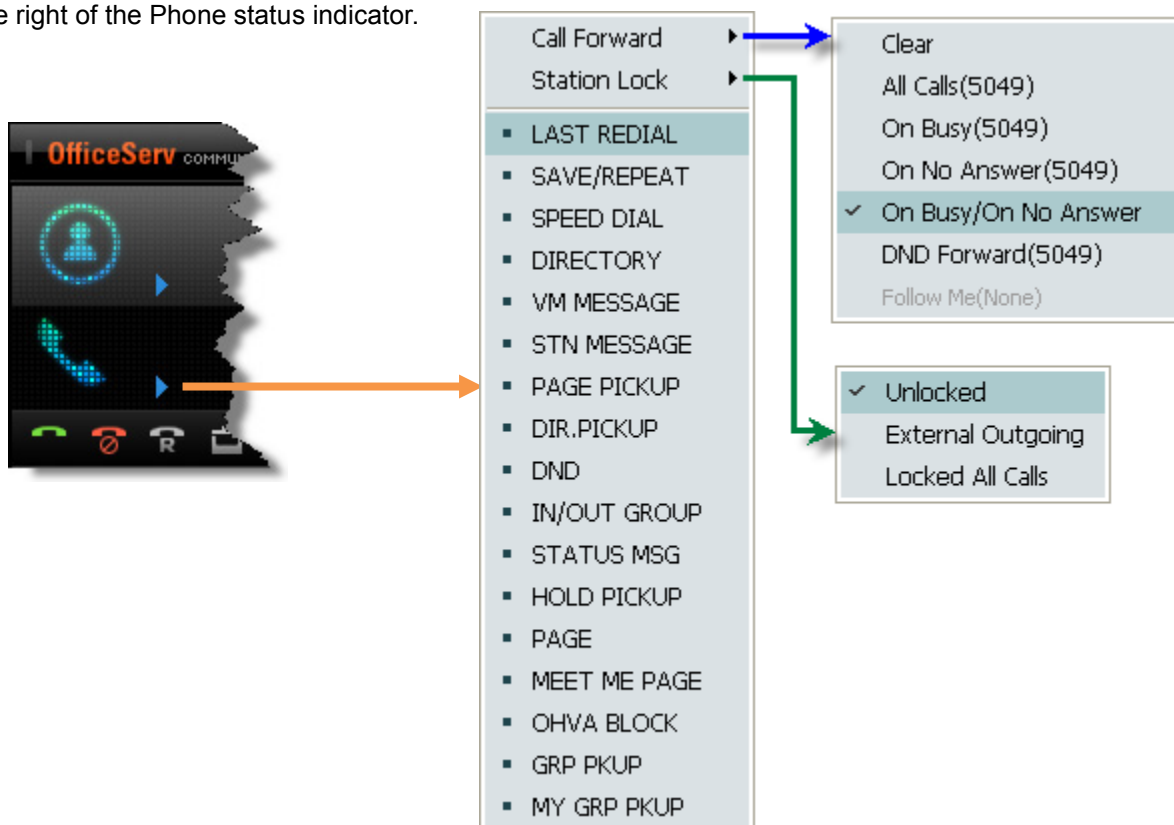 right of the Phone status indicator.
OfficeServ
Call Forward
Station Lock
LAST REDIAL
SAVE/REPEAT
SPEED DIAL
DIRECTORY
VM MESSAGE
STN MESSAGE
PAGE PICKUP
DIR.PICKUP
DND
IN/OUT GROUP
STATUS MSG
HOLD PICKUP
PAGE
MEET ME PAGE
OHVA BLOCK
GRP PKUP
MY GRP PKUP
Clear
All Calls(5049)
On Busy(5049)
On No Answer(5049)
On Busy/On No Answer
DND Forward(5049)
Follow Me(None)
Unlocked
External Outgoing
Locked All Calls
R